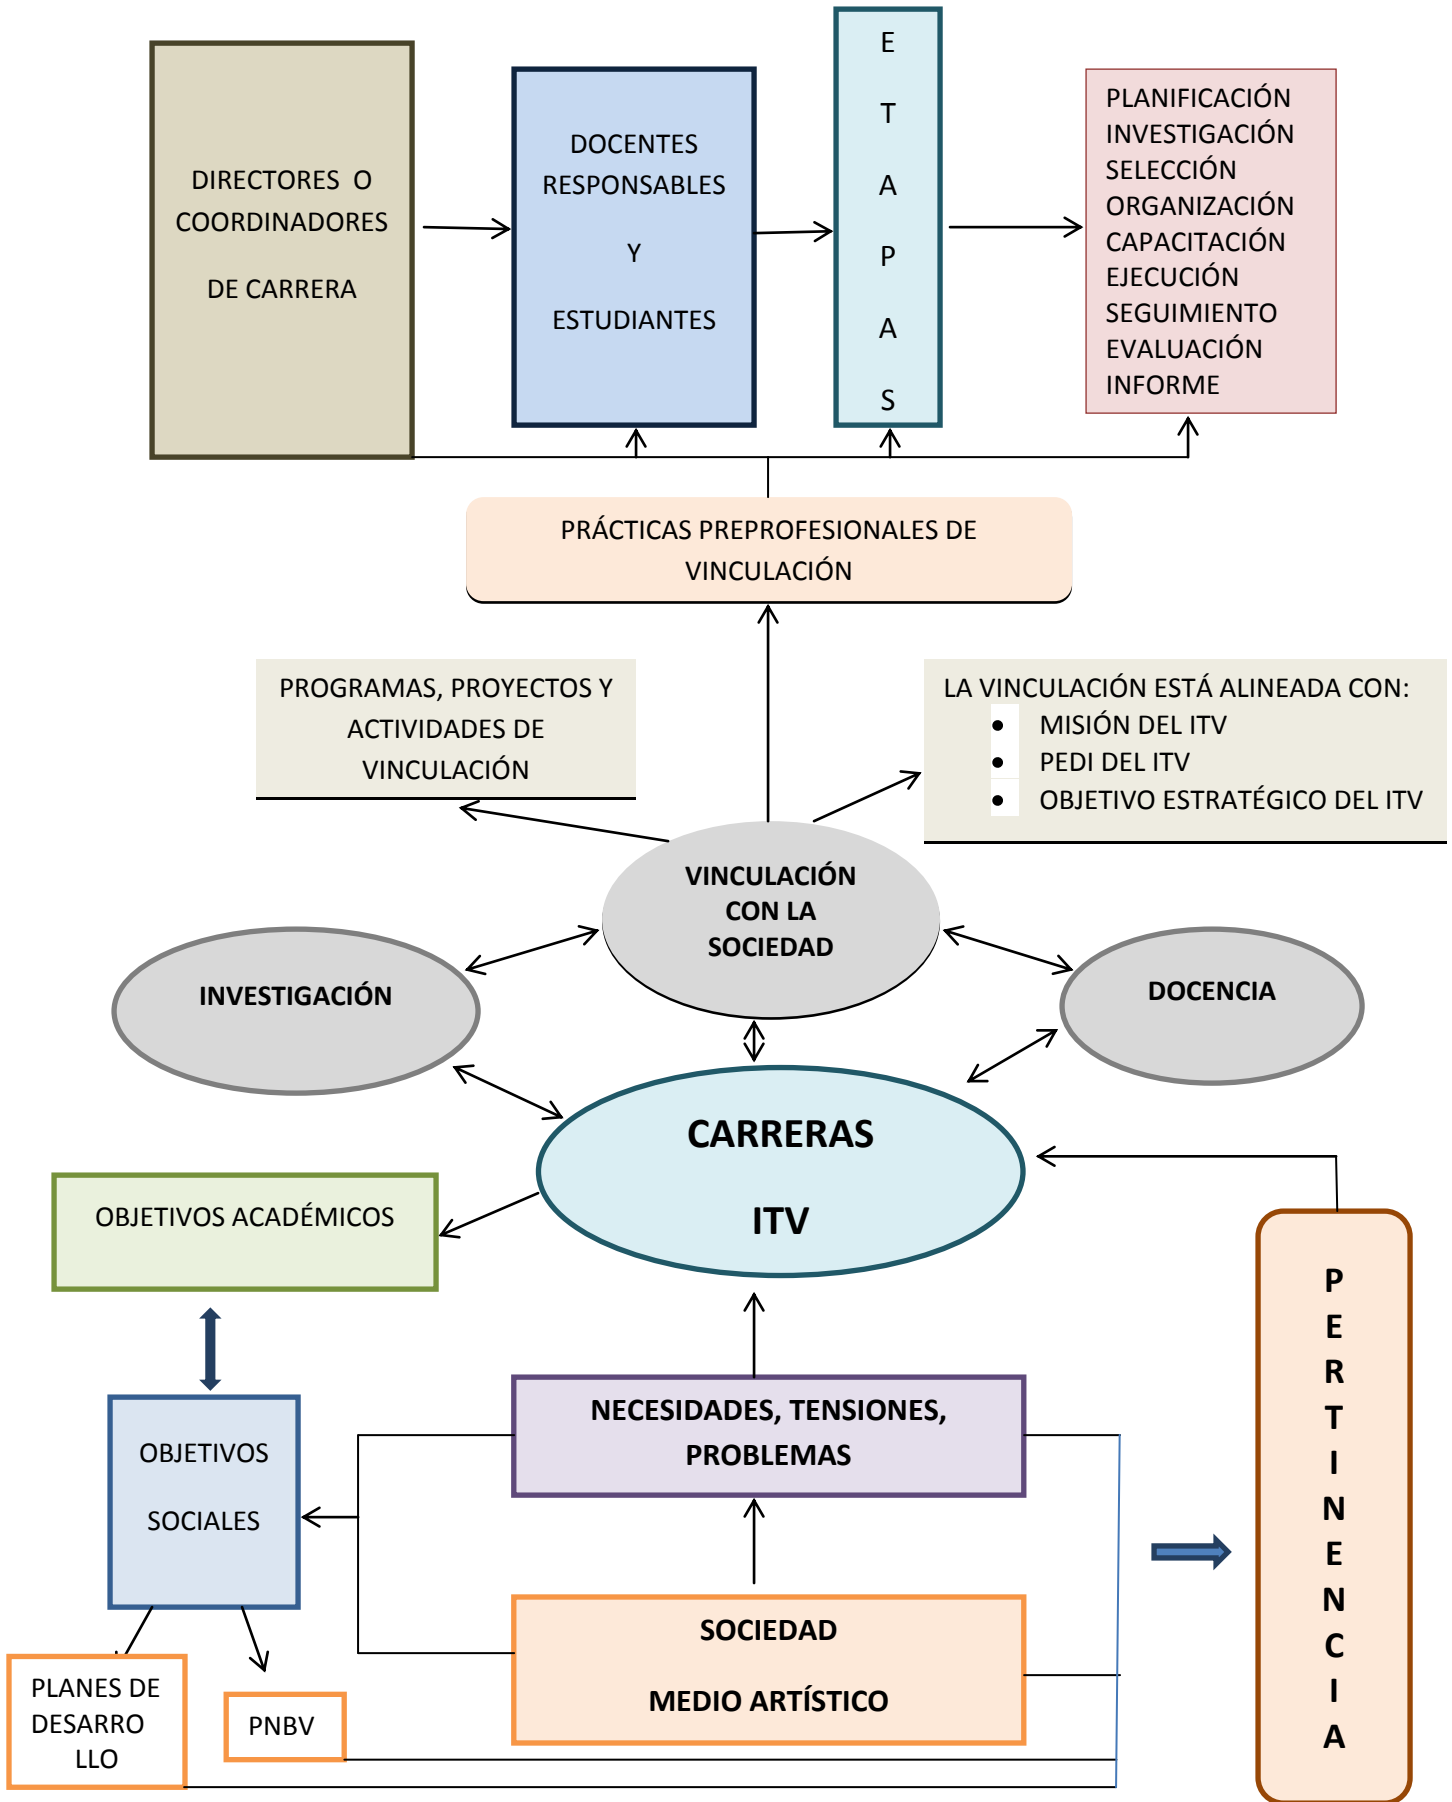 DIRECTORES O
COORDINADORES
DE CARRERA
DOCENTES
RESPONSABLES
Y
ESTUDIANTES
E
T
A
P
A
S
PLANIFICACIÓN
INVESTIGACIÓN
SELECCIÓN
ORGANIZACIÓN
CAPACITACIÓN
EJECUCIÓN
SEGUIMIENTO
EVALUACIÓN
INFORME
PRÁCTICAS PREPROFESIONALES DE
VINCULACIÓN
PROGRAMAS, PROYECTOS Y
ACTIVIDADES DE
VINCULACIÓN
LA VINCULACIÓN ESTÁ ALINEADA CON:
• MISIÓN DEL ITV
• PEDI DEL ITV
• OBJETIVO ESTRATÉGICO DEL ITV
VINCULACIÓN
CON LA
SOCIEDAD
INVESTIGACIÓN
DOCENCIA
CARRERAS
ITV
OBJETIVOS ACADÉMICOS
P
E
R
T
I
N
E
N
C
I
A
NECESIDADES, TENSIONES,
PROBLEMAS
OBJETIVOS
SOCIALES
SOCIEDAD
MEDIO ARTÍSTICO
PLANES DE
DESARRO
LLO
PNBV